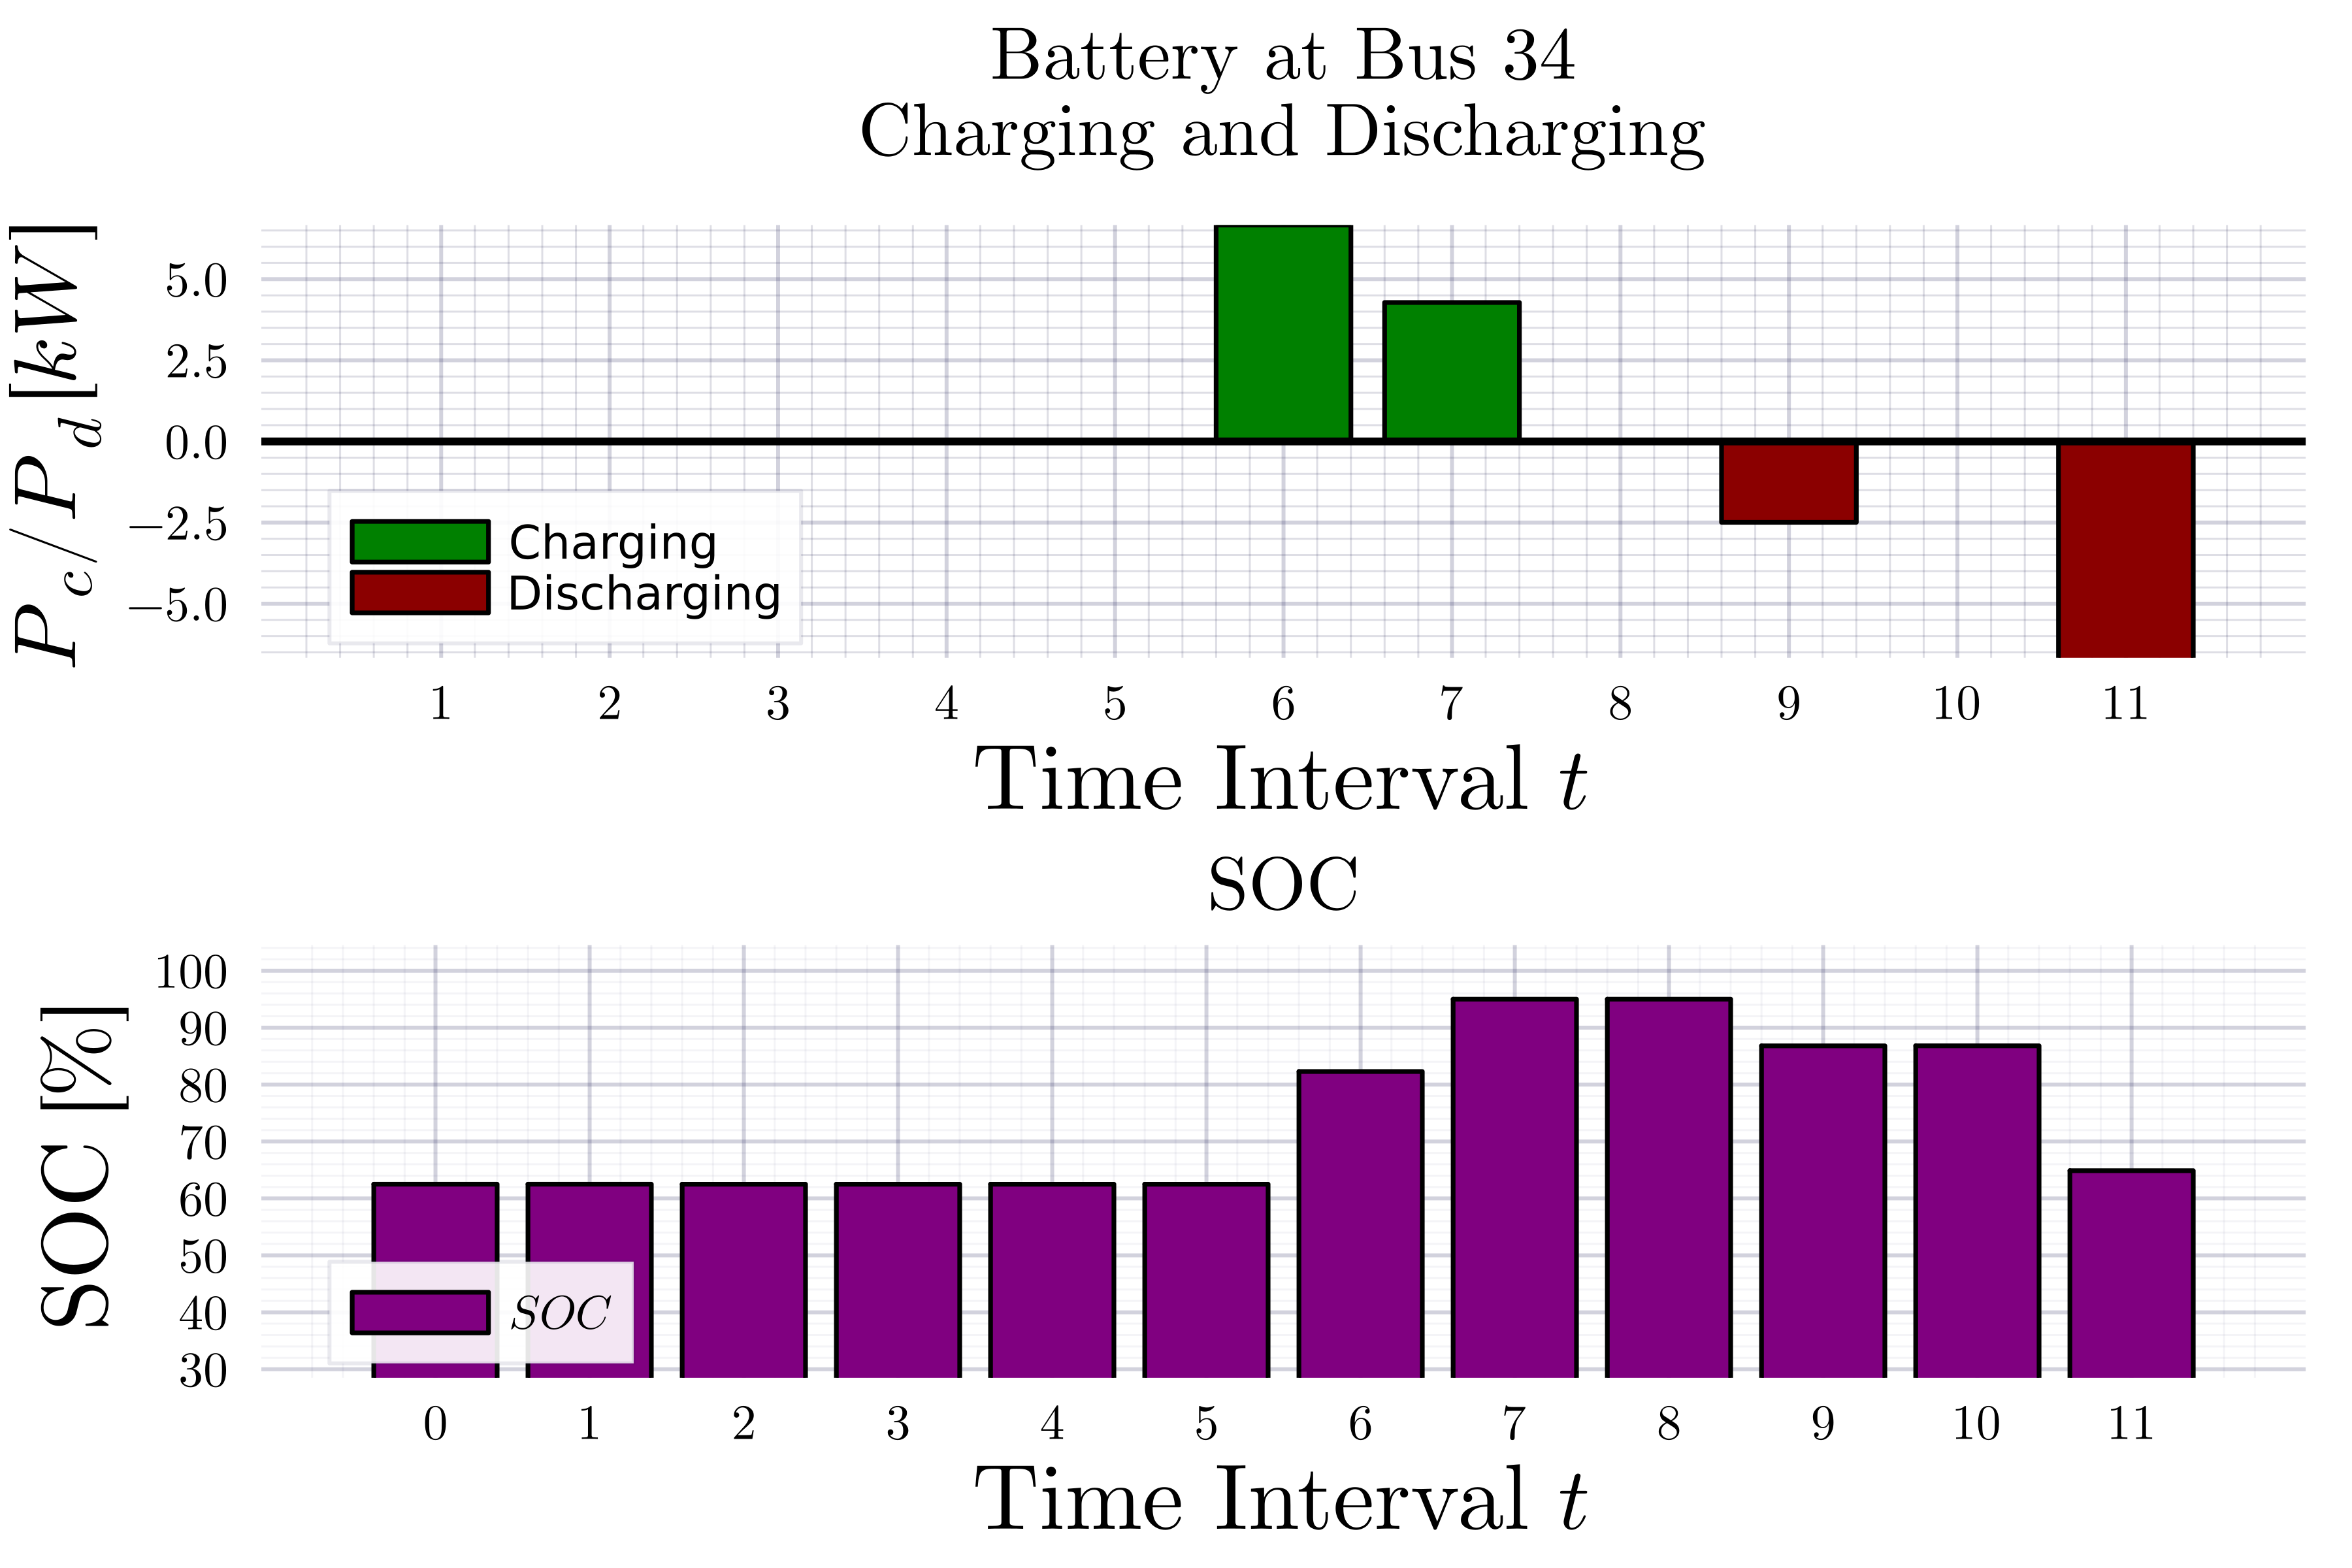 Battery at Bus 34
Charging and Discharging
P_c/P_d [kW]
5.0
2.5
0.0
−2.5
−5.0
Charging
Discharging
1 2 3 4 5 6 7 8 9 10 11
Time Interval t
SOC
SOC [%]
100
90
80
70
60
50
40
30
SOC
0 1 2 3 4 5 6 7 8 9 10 11
Time Interval t